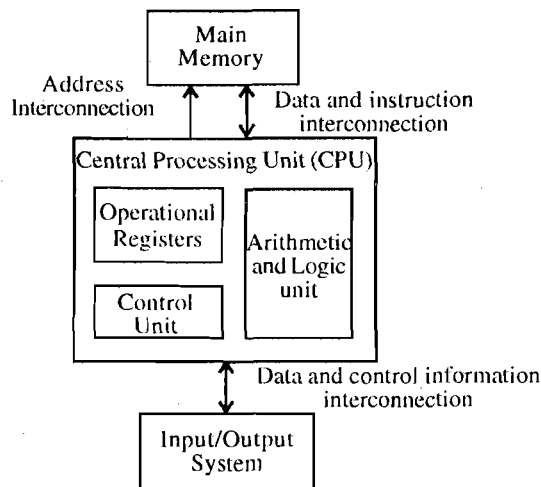 Main
Memory
Address
Interconnection
Data and instruction
interconnection
Central Processing Unit (CPU)
Operational
Registers
Arithmetic
and Logic
unit
Control
Unit
Data and control information
interconnection
Input/Output
System